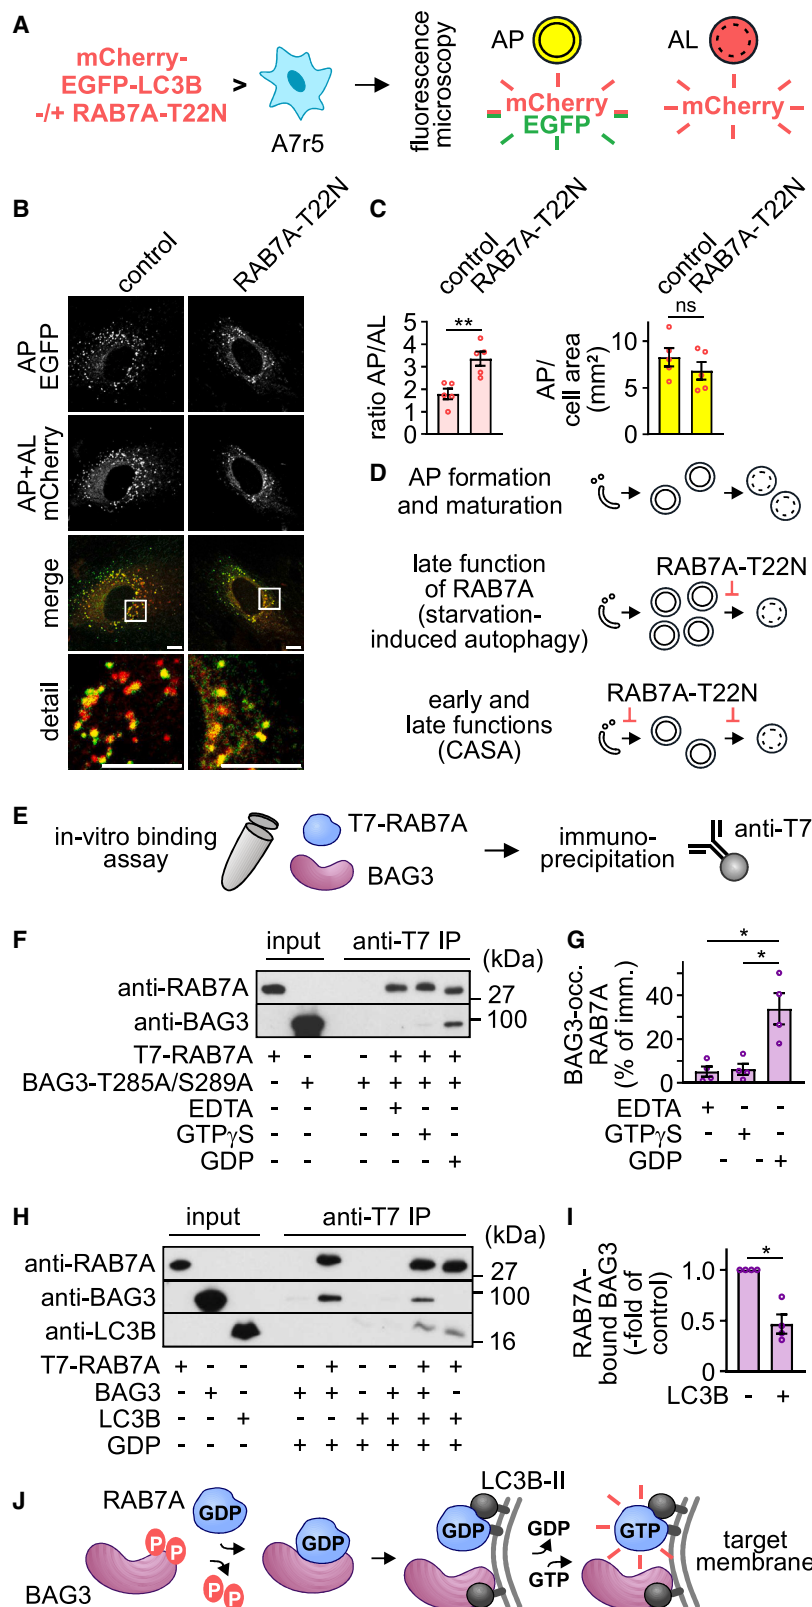 A
mCherry-
EGFP-LC3B
-/+ RAB7A-T22N
>
A7r5
fluorescence
microscopy
AP
mCherry
EGFP
AL
mCherry
B
control
RAB7A-T22N
AP
EGFP
AP+AL
mCherry
merge
detail
C
control
RAB7A-T22N
ratio AP/AL
5
4
3
2
1
0
**
control
RAB7A-T22N
AP/
cell area
(mm²)
10
5
0
ns
D
AP formation
and maturation
late function
of RAB7A
(starvation-
induced autophagy)
RAB7A-T22N
early and
late functions
(CASA)
RAB7A-T22N
E
in-vitro binding
assay
T7-RAB7A
BAG3
immuno-
precipitation
anti-T7
F
input anti-T7 IP (kDa)
anti-RAB7A 27
anti-BAG3 100
T7-RAB7A + - - + + +
BAG3-T285A/S289A - + + + + +
EDTA - - - + - -
GTPγS - - - - + -
GDP - - - - - +
G
BAG3-occ.
RAB7A
(% of imm.)
40
20
0
*
*
EDTA + - -
GTPγS - + -
GDP - - +
H
input anti-T7 IP (kDa)
anti-RAB7A 27
anti-BAG3 100
anti-LC3B 16
T7-RAB7A + - - - + - - + +
BAG3 - + - + + - + + -
LC3B - - + - - + + + +
GDP - - - + + + + + +
I
RAB7A-
bound BAG3
(-fold of
control)
1.0
0.5
0
*
LC3B - +
J
RAB7A
GDP
P P
BAG3
P P
GDP
LC3B-II
GDP
GDP
GTP
GTP
target
membrane